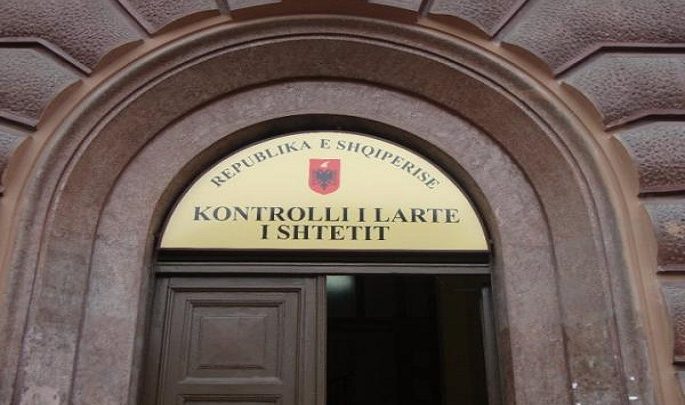 REPUBLIKA E SHQIPERISE
KONTROLLI I LARTE
I SHTETIT